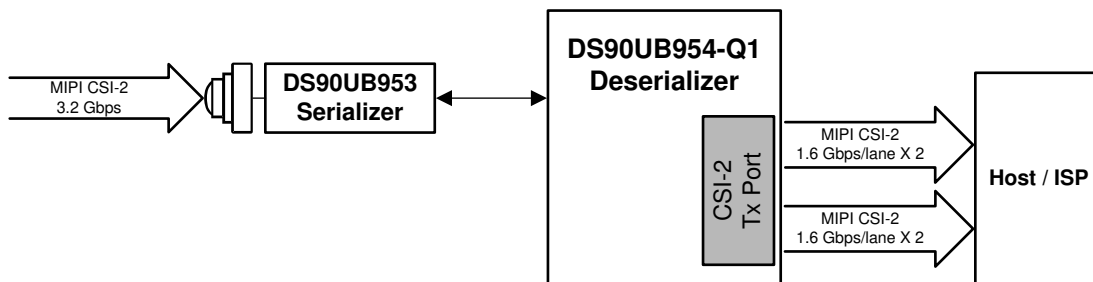 MIPI CSI-2
3.2 Gbps
DS90UB953
Serializer
DS90UB954-Q1
Deserializer
CSI-2
Tx Port
MIPI CSI-2
1.6 Gbps/lane X 2
MIPI CSI-2
1.6 Gbps/lane X 2
Host / ISP